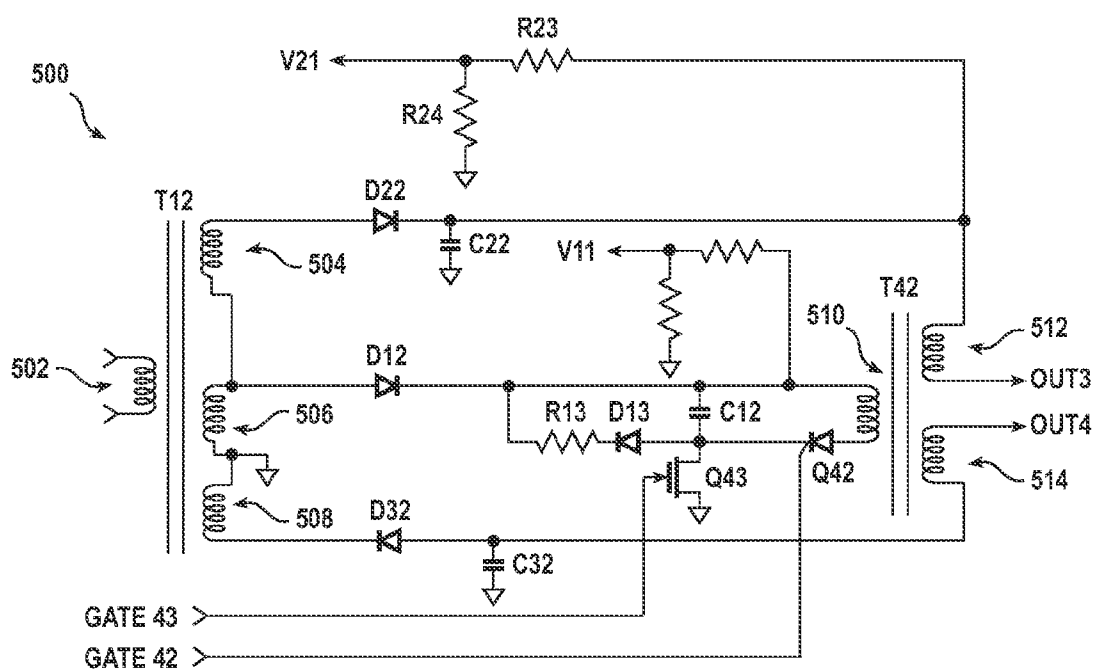 R23
V21
500
R24
T12
D22
C22
504
V11
T42
510
512
502
D12
OUT3
506
R13
D13
C12
OUT4
Q43
Q42
514
508
D32
C32
GATE 43
GATE 42